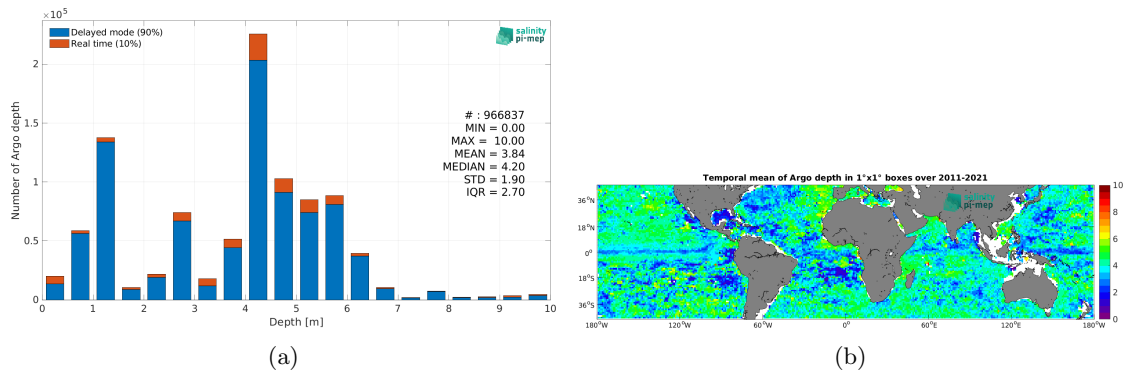 ×10⁵
Delayed mode (90%)
Real time (10%)
salinity
pi-mep
Number of Argo depth
2
1.5
1
0.5
0
# : 966837
MIN = 0.00
MAX = 10.00
MEAN = 3.84
MEDIAN = 4.20
STD = 1.90
IQR = 2.70
0 1 2 3 4 5 6 7 8 9 10
Depth [m]
(a)
Temporal mean of Argo depth in 1°x1° boxes over 2011-2021
salinity
pi-mep
36°N
18°N
0°
18°S
36°S
180°W 120°W 60°W 0° 60°E 120°E 180°W
10
8
6
4
2
0
(b)